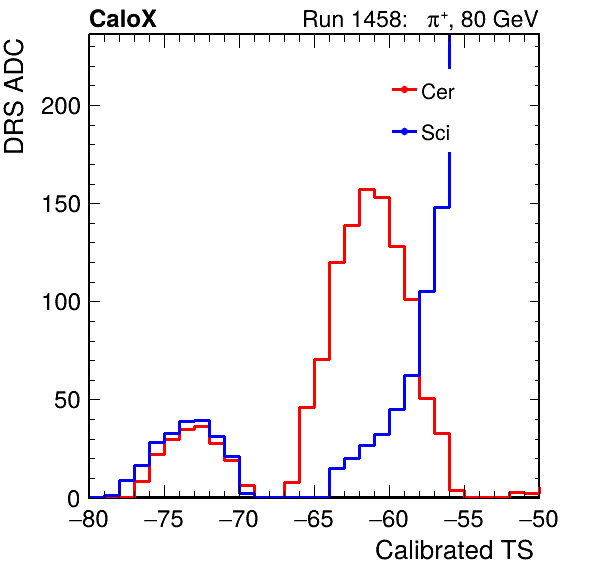 CaloX Run 1458: π⁺, 80 GeV
DRS ADC
200
150
100
50
0
Cer
Sci
−80 −75 −70 −65 −60 −55 −50
Calibrated TS